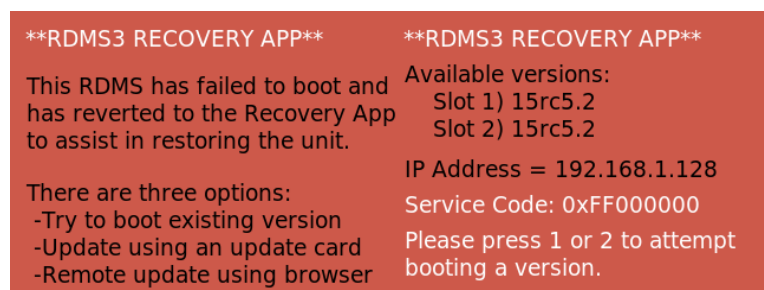 **RDMS3 RECOVERY APP**
This RDMS has failed to boot and
has reverted to the Recovery App
to assist in restoring the unit.
There are three options:
-Try to boot existing version
-Update using an update card
-Remote update using browser
**RDMS3 RECOVERY APP**
Available versions:
Slot 1) 15rc5.2
Slot 2) 15rc5.2
IP Address = 192.168.1.128
Service Code: 0xFF000000
Please press 1 or 2 to attempt
booting a version.